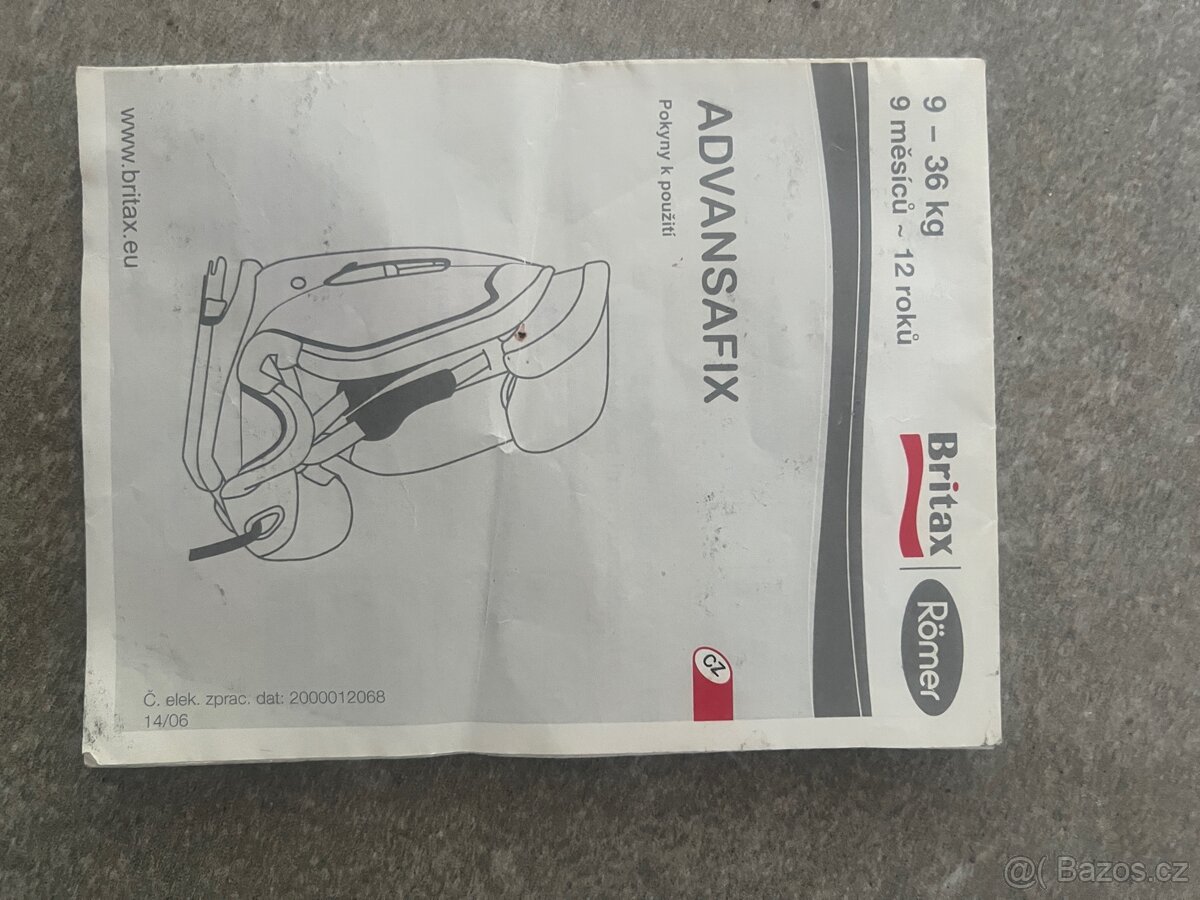 9 – 36 kg
9 měsíců ~ 12 roků
Britax
Römer
ADVANSAFIX
Pokyny k použití
CZ
www.britax.eu
Č. elek. zprac. dat: 2000012068
14/06
@( Bazos.cz